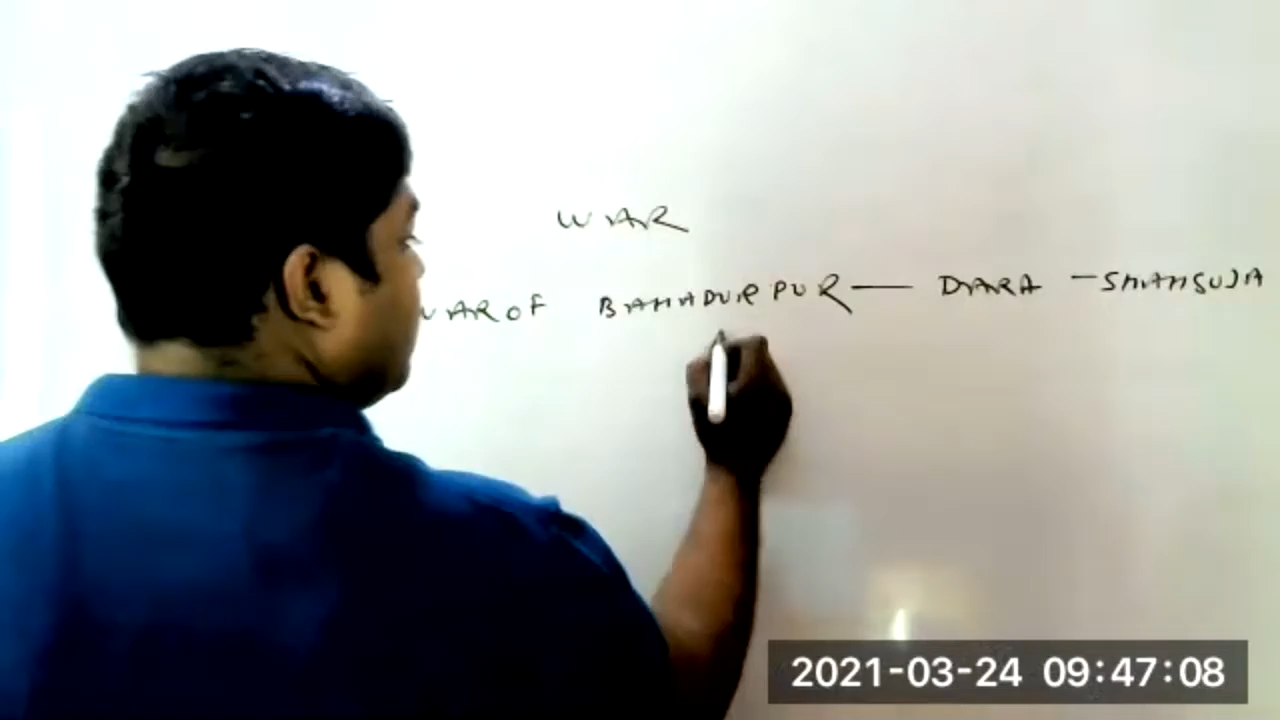 WAR
WAR OF BAHADURPUR — DARA - SHAHSUJA
2021-03-24 09:47:08